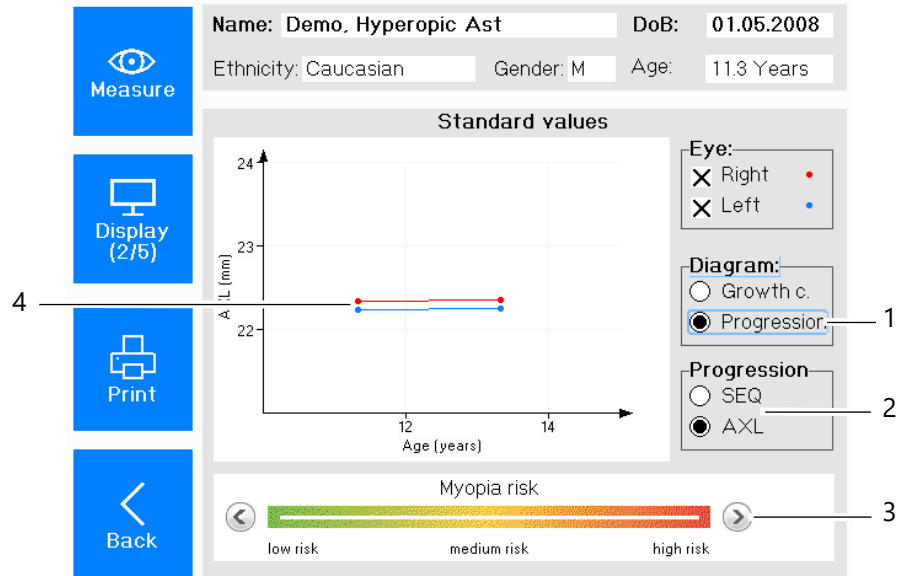 Name: Demo, Hyperopic Ast DoB: 01.05.2008
Ethnicity: Caucasian Gender: M Age: 11.3 Years
Measure
Display
(2/5)
Print
Back
Standard values
24
23
22
AXL (mm)
12 14
Age (years)
Eye:
Right
Left
Diagram:
Growth c.
Progression
Progression
SEQ
AXL
Myopia risk
low risk medium risk high risk
1
2
3
4